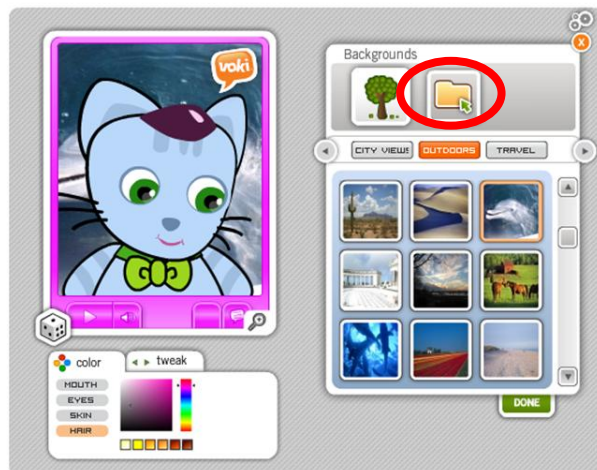 voki
Backgrounds
X
CITY VIEWS
OUTDOORS
TRAVEL
color
tweak
MOUTH
EYES
SKIN
HAIR
DONE